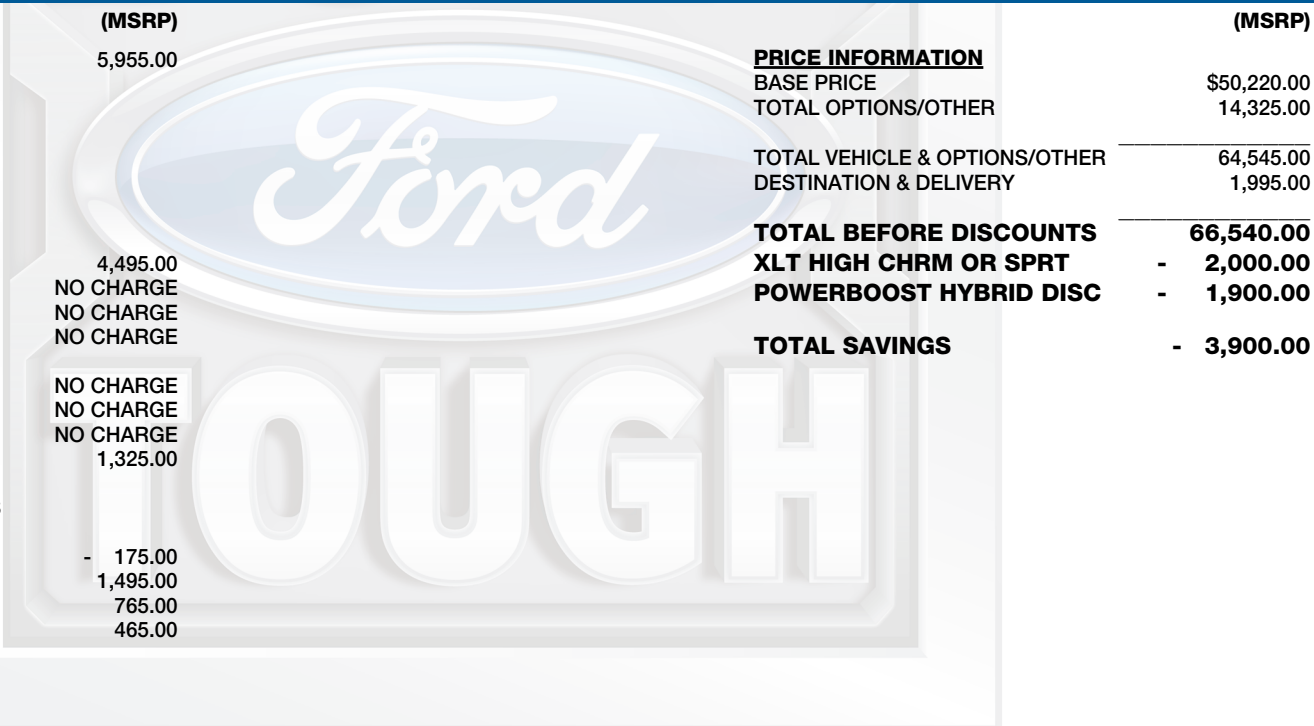 (MSRP)
5,955.00
4,495.00
NO CHARGE
NO CHARGE
NO CHARGE
NO CHARGE
NO CHARGE
NO CHARGE
1,325.00
- 175.00
1,495.00
765.00
465.00
(MSRP)
PRICE INFORMATION
BASE PRICE $50,220.00
TOTAL OPTIONS/OTHER 14,325.00
TOTAL VEHICLE & OPTIONS/OTHER 64,545.00
DESTINATION & DELIVERY 1,995.00
TOTAL BEFORE DISCOUNTS 66,540.00
XLT HIGH CHRM OR SPRT - 2,000.00
POWERBOOST HYBRID DISC - 1,900.00
TOTAL SAVINGS - 3,900.00
Ford
TOUGH